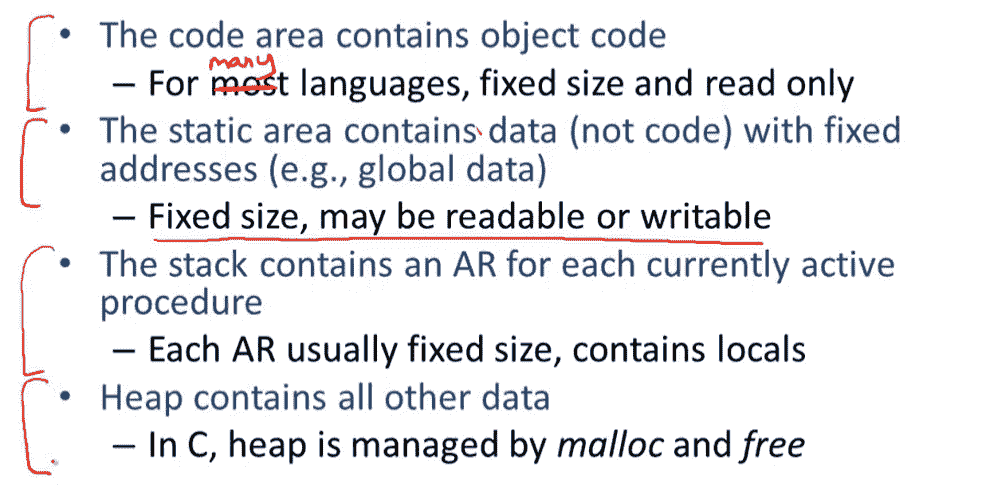 • The code area contains object code
many
– For most languages, fixed size and read only
• The static area contains data (not code) with fixed
addresses (e.g., global data)
– Fixed size, may be readable or writable
• The stack contains an AR for each currently active
procedure
– Each AR usually fixed size, contains locals
• Heap contains all other data
– In C, heap is managed by malloc and free